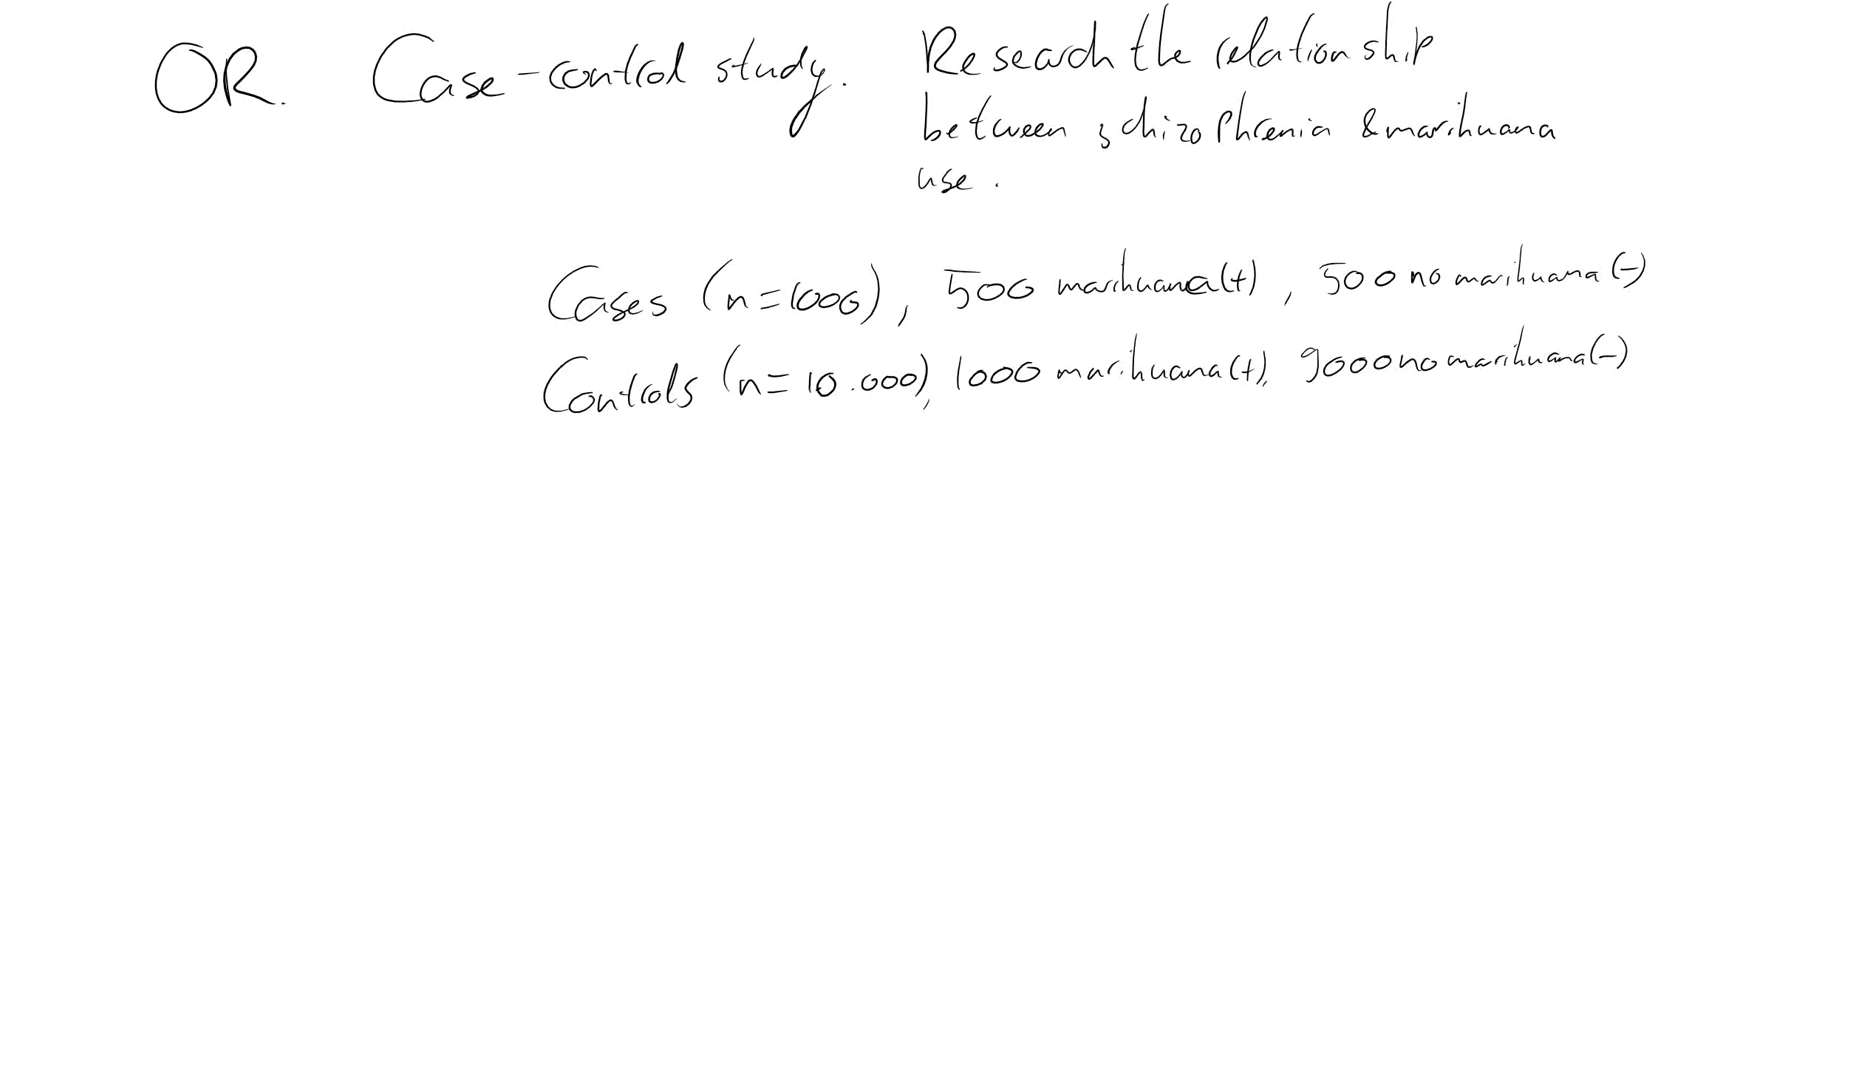 OR. Case-control study. Research the relationship
between schizophrenia & marihuana
use.
Cases (n=1000), 500 marihuana(+), 500 no marihuana(-)
Controls (n=10.000), 1000 marihuana(+), 9000 no marihuana(-)